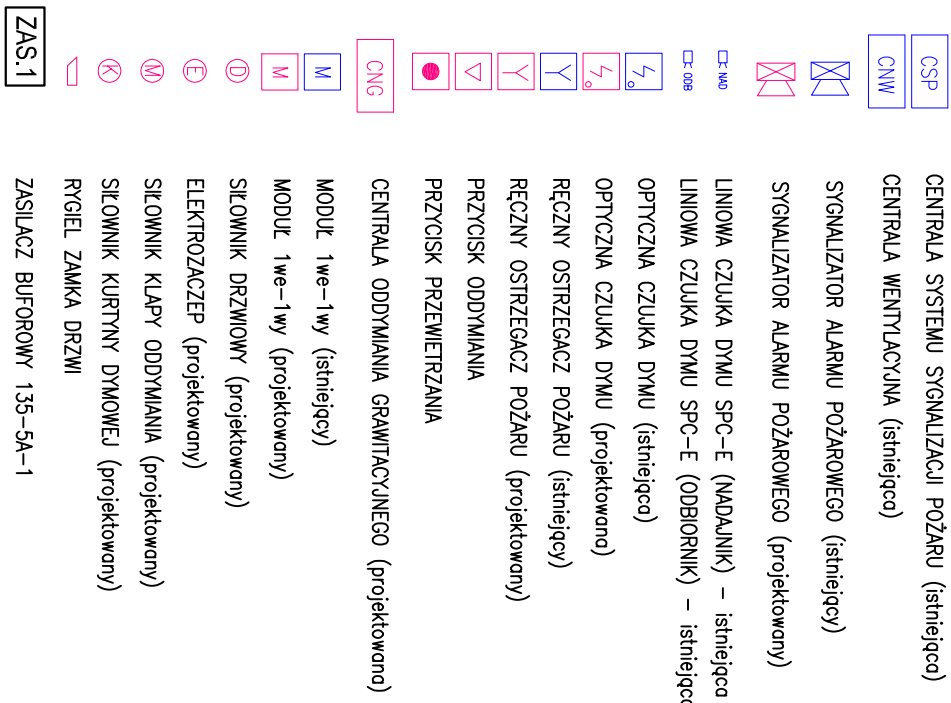 CSP CENTRALA SYSTEMU SYGNALIZACJI POŻARU (istniejąca)
CNW CENTRALA WENTYLACYJNA (istniejąca)
SYGNALIZATOR ALARMU POŻAROWEGO (istniejący)
SYGNALIZATOR ALARMU POŻAROWEGO (projektowany)
NAD LINIOWA CZUJKA DYMU SPC-E (NADAJNIK) - istniejąca
ODB LINIOWA CZUJKA DYMU SPC-E (ODBIORNIK) - istniejąca
OPTYCZNA CZUJKA DYMU (istniejąca)
OPTYCZNA CZUJKA DYMU (projektowana)
RĘCZNY OSTRZEGACZ POŻARU (istniejący)
RĘCZNY OSTRZEGACZ POŻARU (projektowany)
PRZYCISK ODDYMIANIA
PRZYCISK PRZEWIETRZANIA
CNG CENTRALA ODDYMIANIA GRAWITACYJNEGO (projektowana)
M MODUŁ 1we-1wy (istniejący)
M MODUŁ 1we-1wy (projektowany)
D SIŁOWNIK DRZWIOWY (projektowany)
E ELEKTROZACZEP (projektowany)
M SIŁOWNIK KLAPY ODDYMIANIA (projektowany)
K SIŁOWNIK KURTYNY DYMOWEJ (projektowany)
RYGIEL ZAMKA DRZWI
ZAS.1 ZASILACZ BUFOROWY 135-5A-1